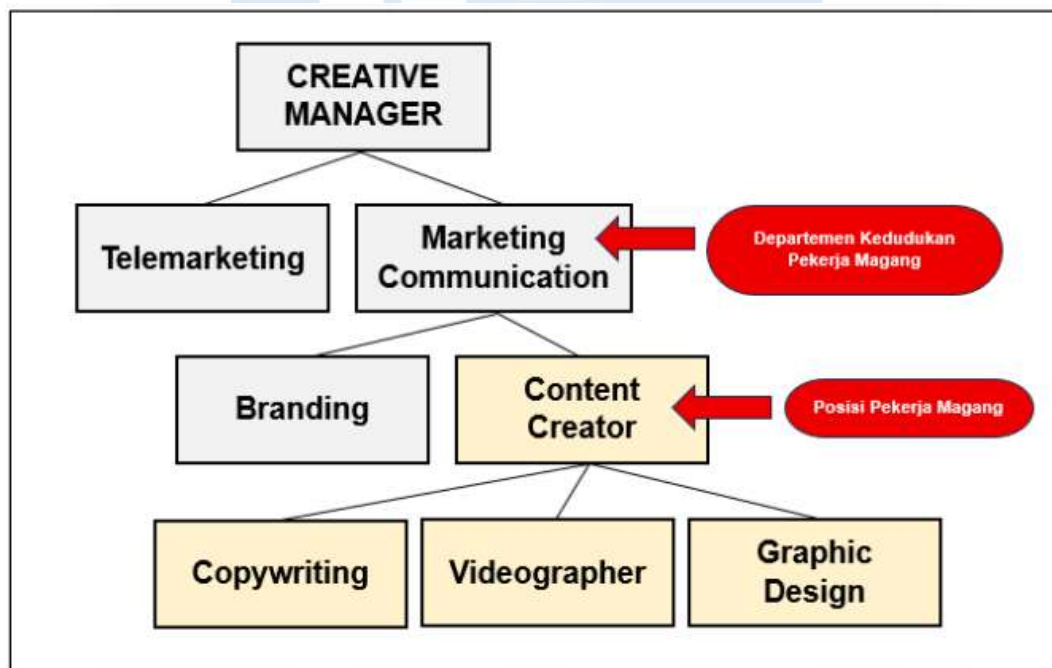 CREATIVE
MANAGER
Telemarketing
Marketing
Communication
Departemen Kedudukan
Pekerja Magang
Branding
Content
Creator
Posisi Pekerja Magang
Copywriting
Videographer
Graphic
Design